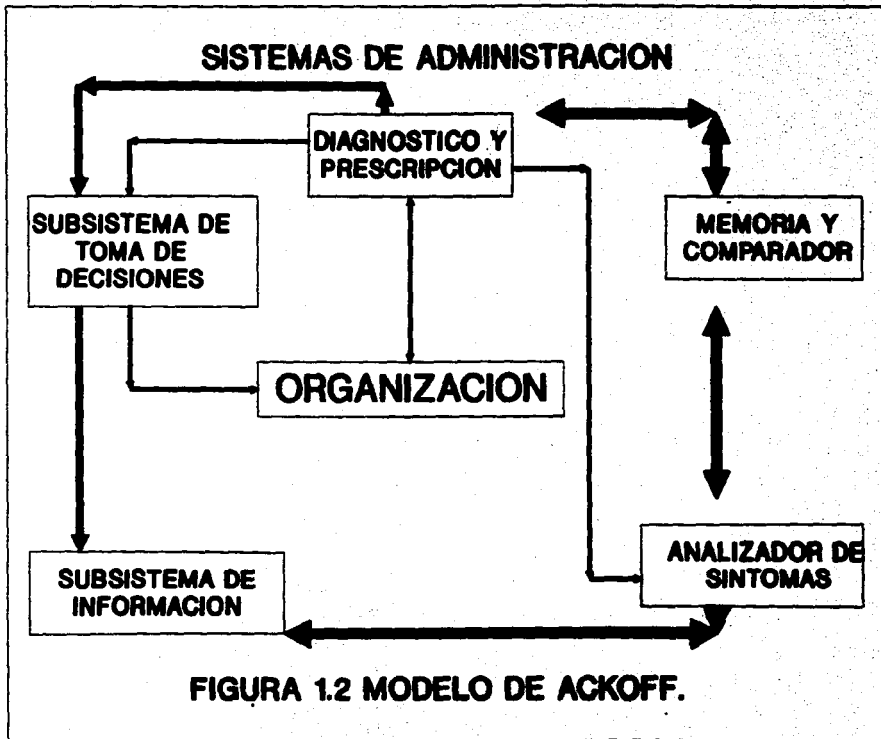 SISTEMAS DE ADMINISTRACION
DIAGNOSTICO Y
PRESCRIPCION
SUBSISTEMA DE
TOMA DE
DECISIONES
MEMORIA Y
COMPARADOR
ORGANIZACION
SUBSISTEMA DE
INFORMACION
ANALIZADOR DE
SINTOMAS
FIGURA 1.2 MODELO DE ACKOFF.